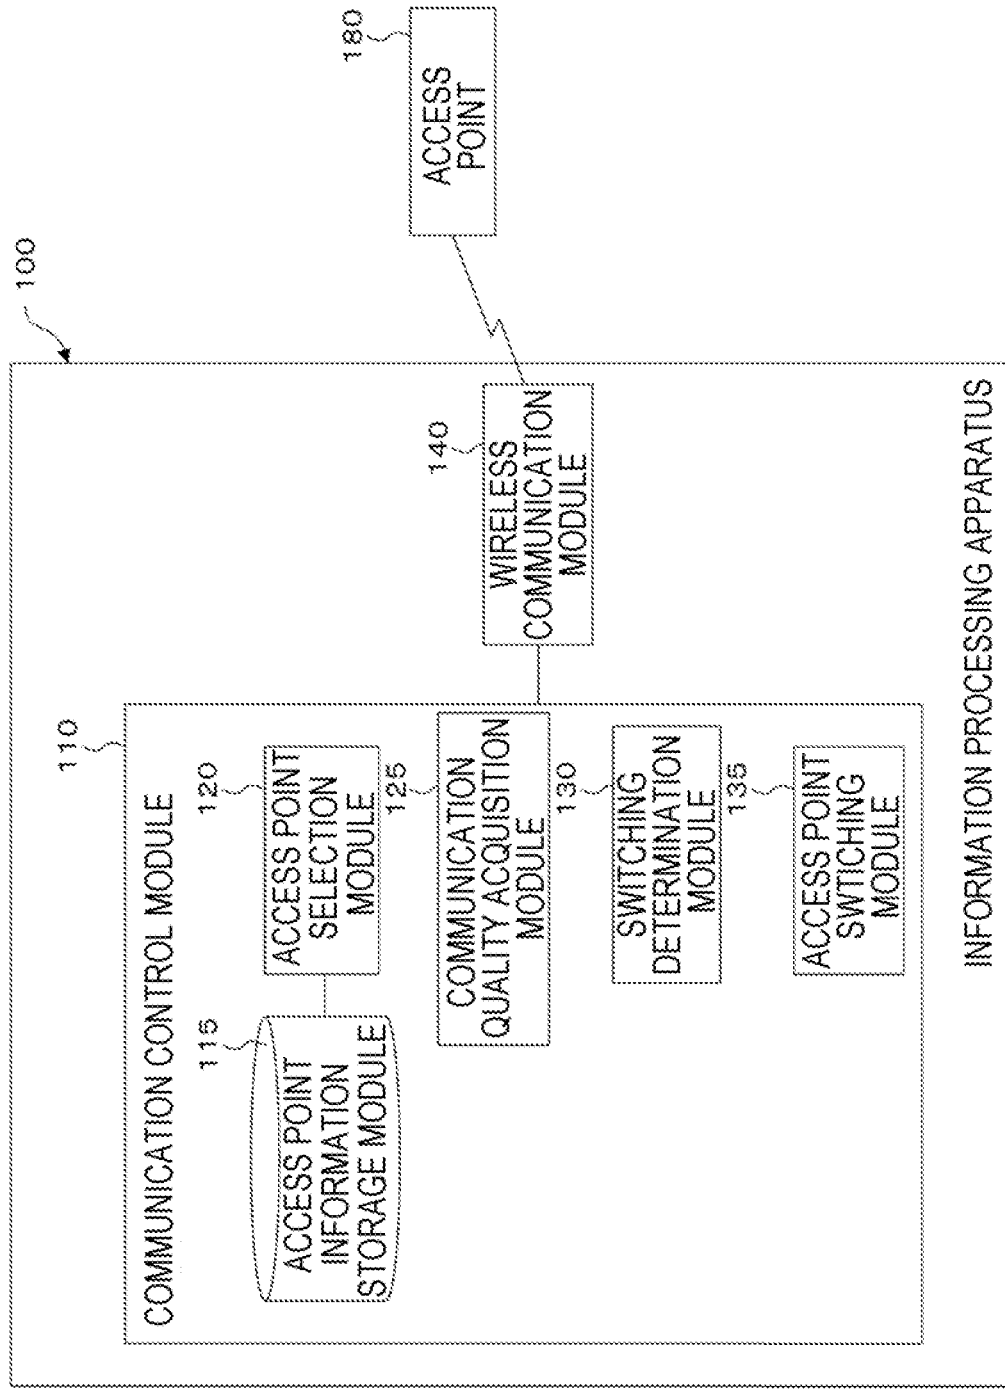 100
110
COMMUNICATION CONTROL MODULE
115
ACCESS POINT
INFORMATION
STORAGE MODULE
120
ACCESS POINT
SELECTION
MODULE
125
COMMUNICATION
QUALITY ACQUISITION
MODULE
130
SWITCHING
DETERMINATION
MODULE
135
ACCESS POINT
SWTICHING
MODULE
140
WIRELESS
COMMUNICATION
MODULE
180
ACCESS
POINT
INFORMATION PROCESSING APPARATUS